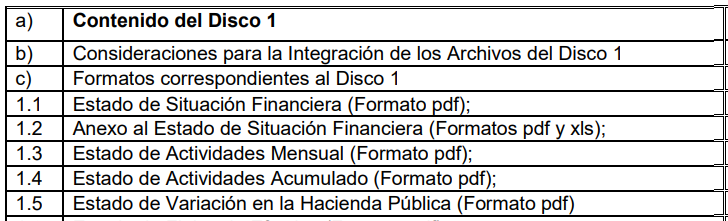 a) Contenido del Disco 1
b) Consideraciones para la Integración de los Archivos del Disco 1
c) Formatos correspondientes al Disco 1
1.1 Estado de Situación Financiera (Formato pdf);
1.2 Anexo al Estado de Situación Financiera (Formatos pdf y xls);
1.3 Estado de Actividades Mensual (Formato pdf);
1.4 Estado de Actividades Acumulado (Formato pdf);
1.5 Estado de Variación en la Hacienda Pública (Formato pdf)